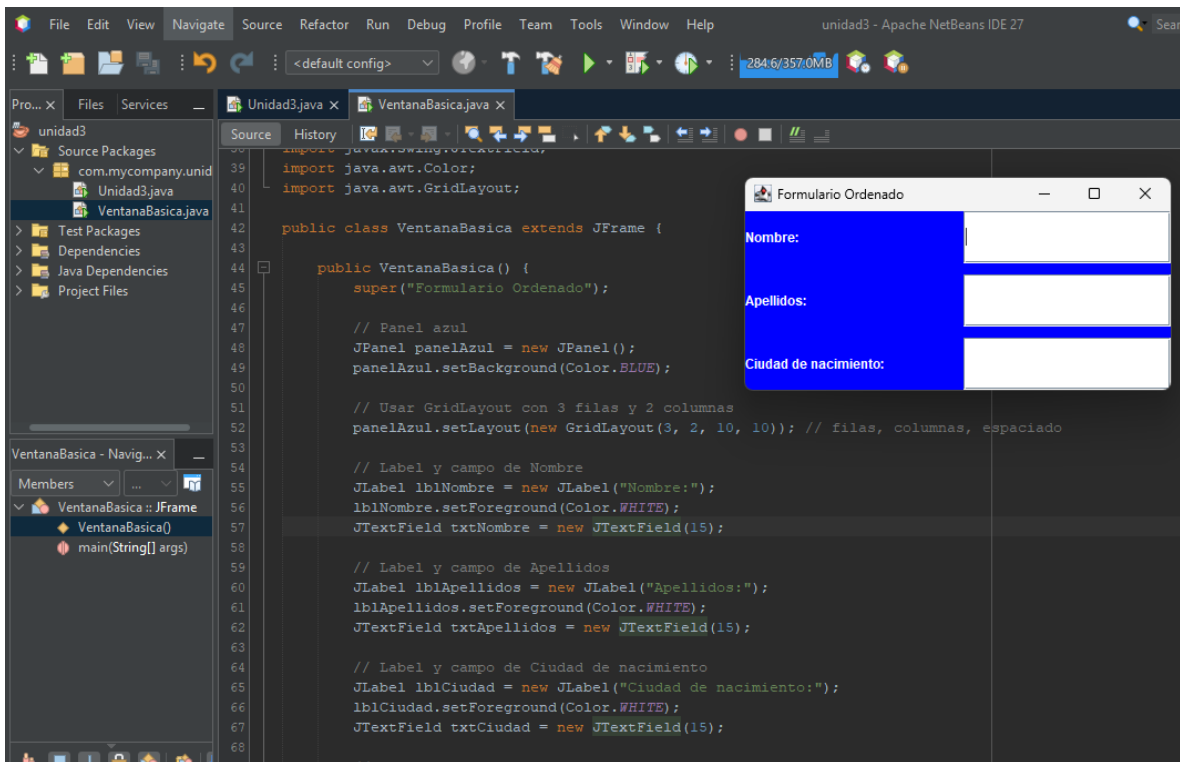 File Edit View Navigate Source Refactor Run Debug Profile Team Tools Window Help unidad3 - Apache NetBeans IDE 27 Sear
<default config> 284.6/357.0MB
Pro... Files Services
Unidad3.java VentanaBasica.java
Source History
unidad3
Source Packages
com.mycompany.unid
Unidad3.java
VentanaBasica.java
Test Packages
Dependencies
Java Dependencies
Project Files
VentanaBasica - Navig...
Members ...
VentanaBasica :: JFrame
VentanaBasica()
main(String[] args)
39 import java.awt.Color;
40 import java.awt.GridLayout;
41
42 public class VentanaBasica extends JFrame {
43
44 public VentanaBasica() {
45 super("Formulario Ordenado");
46
47 // Panel azul
48 JPanel panelAzul = new JPanel();
49 panelAzul.setBackground(Color.BLUE);
50
51 // Usar GridLayout con 3 filas y 2 columnas
52 panelAzul.setLayout(new GridLayout(3, 2, 10, 10)); // filas, columnas, espaciado
53
54 // Label y campo de Nombre
55 JLabel lblNombre = new JLabel("Nombre:");
56 lblNombre.setForeground(Color.WHITE);
57 JTextField txtNombre = new JTextField(15);
58
59 // Label y campo de Apellidos
60 JLabel lblApellidos = new JLabel("Apellidos:");
61 lblApellidos.setForeground(Color.WHITE);
62 JTextField txtApellidos = new JTextField(15);
63
64 // Label y campo de Ciudad de nacimiento
65 JLabel lblCiudad = new JLabel("Ciudad de nacimiento:");
66 lblCiudad.setForeground(Color.WHITE);
67 JTextField txtCiudad = new JTextField(15);
68
Formulario Ordenado
Nombre:
Apellidos:
Ciudad de nacimiento: